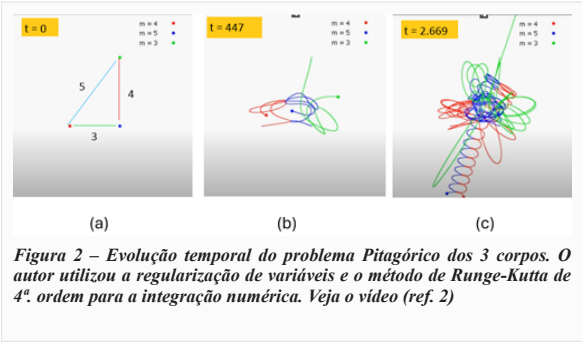 t = 0
m = 4
m = 5
m = 3
5
4
3
t = 447
m = 4
m = 5
m = 3
t = 2.669
m = 4
m = 5
m = 3
(a)
(b)
(c)
Figura 2 – Evolução temporal do problema Pitagórico dos 3 corpos. O
autor utilizou a regularização de variáveis e o método de Runge-Kutta de
4ª. ordem para a integração numérica. Veja o vídeo (ref. 2)